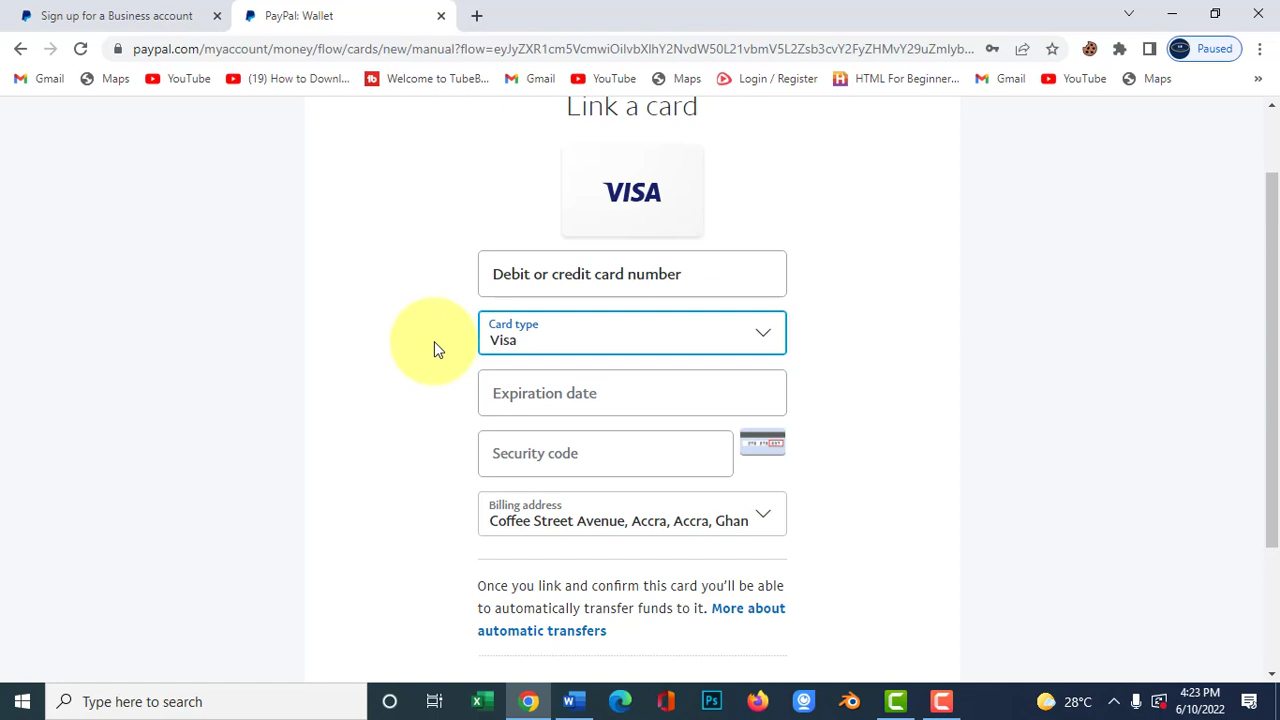 Sign up for a Business account
PayPal: Wallet
paypal.com/myaccount/money/flow/cards/new/manual?flow=eyJZXR1cm5VcmwiOilvbXlhY2NvdW50L21vbmV5L2Zsb3cvY2FyZHMvY29uZmlyb...
Paused
Gmail
Maps
YouTube
(19) How to Downl...
Welcome to TubeB...
Gmail
YouTube
Maps
Login / Register
HTML For Beginner...
Gmail
YouTube
Maps
»
Link a card
VISA
Debit or credit card number
Card type
Visa
Expiration date
Security code
Billing address
Coffee Street Avenue, Accra, Accra, Ghan
Once you link and confirm this card you'll be able
to automatically transfer funds to it. More about
automatic transfers
Type here to search
28°C
4:23 PM
6/10/2022